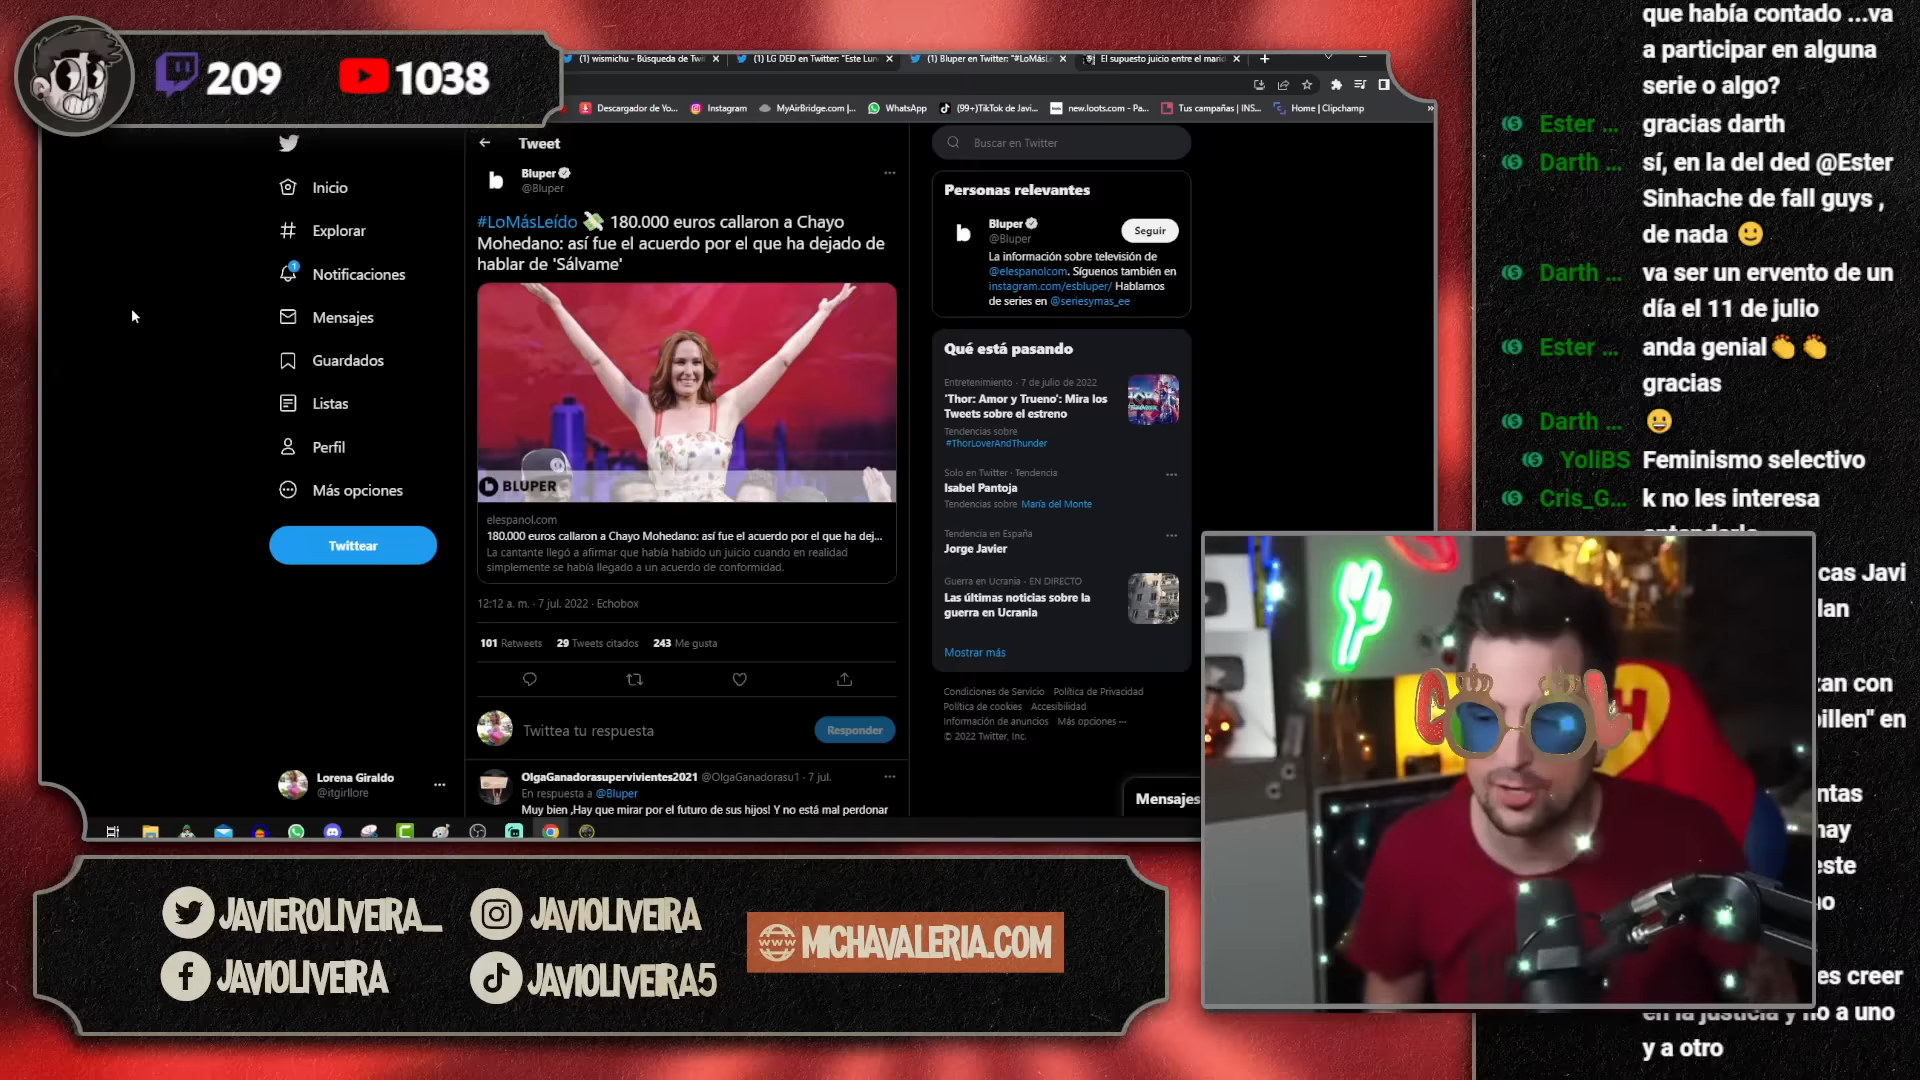 209
1038
(1) wismichu - Búsqueda de Twi
(1) LG DED en Twitter: "Este Lun
(1) Bluper en Twitter: "#LoMásL
El supuesto juicio entre el marid
Descargador de Yo...
Instagram
MyAirBridge.com |...
WhatsApp
(99+)TikTok de Javi...
new.loots.com - Pa...
Tus campañas | INS...
Home | Clipchamp
Inicio
Explorar
1
Notificaciones
Mensajes
Guardados
Listas
Perfil
Más opciones
Twittear
Lorena Giraldo
@itgirllore
Tweet
b
Bluper
@Bluper
#LoMásLeído 💸 180.000 euros callaron a Chayo
Mohedano: así fue el acuerdo por el que ha dejado de
hablar de 'Sálvame'
BLUPER
elespanol.com
180.000 euros callaron a Chayo Mohedano: así fue el acuerdo por el que ha dej...
La cantante llegó a afirmar que había habido un juicio cuando en realidad
simplemente se había llegado a un acuerdo de conformidad.
12:12 a. m. · 7 jul. 2022 · Echobox
101 Retweets 29 Tweets citados 243 Me gusta
Twittea tu respuesta
Responder
OlgaGanadorasupervivientes2021 @OlgaGanadorasu1 · 7 jul.
En respuesta a @Bluper
Muy bien ,Hay que mirar por el futuro de sus hijos! Y no está mal perdonar
Buscar en Twitter
Personas relevantes
b
Bluper
@Bluper
Seguir
La información sobre televisión de
@elespanolcom. Síguenos también en
instagram.com/esbluper/ Hablamos
de series en @seriesymas_ee
Qué está pasando
Entretenimiento · 7 de julio de 2022
'Thor: Amor y Trueno': Mira los
Tweets sobre el estreno
Tendencias sobre
#ThorLoverAndThunder
Solo en Twitter · Tendencia
Isabel Pantoja
Tendencias sobre María del Monte
Tendencia en España
Jorge Javier
Guerra en Ucrania · EN DIRECTO
Las últimas noticias sobre la
guerra en Ucrania
Mostrar más
Condiciones de Servicio Política de Privacidad
Política de cookies Accesibilidad
Información de anuncios Más opciones ···
© 2022 Twitter, Inc.
Mensajes
JAVIEROLIVEIRA_
JAVIOLIVEIRA
JAVIOLIVEIRA
JAVIOLIVEIRA5
WWW
MICHAVALERIA.COM
que había contado ...va
a participar en alguna
serie o algo?
Ester ... gracias darth
Darth ... sí, en la del ded @Ester
Sinhache de fall guys ,
de nada 🙂
Darth ... va ser un ervento de un
día el 11 de julio
Ester ... anda genial👏👏
gracias
Darth ... 😀
YoliBS Feminismo selectivo
Cris_G... k no les interesa
cas Javi
lan
tan con
illen" en
ntas
nay
este
es creer
en la justicia y no a uno
y a otro